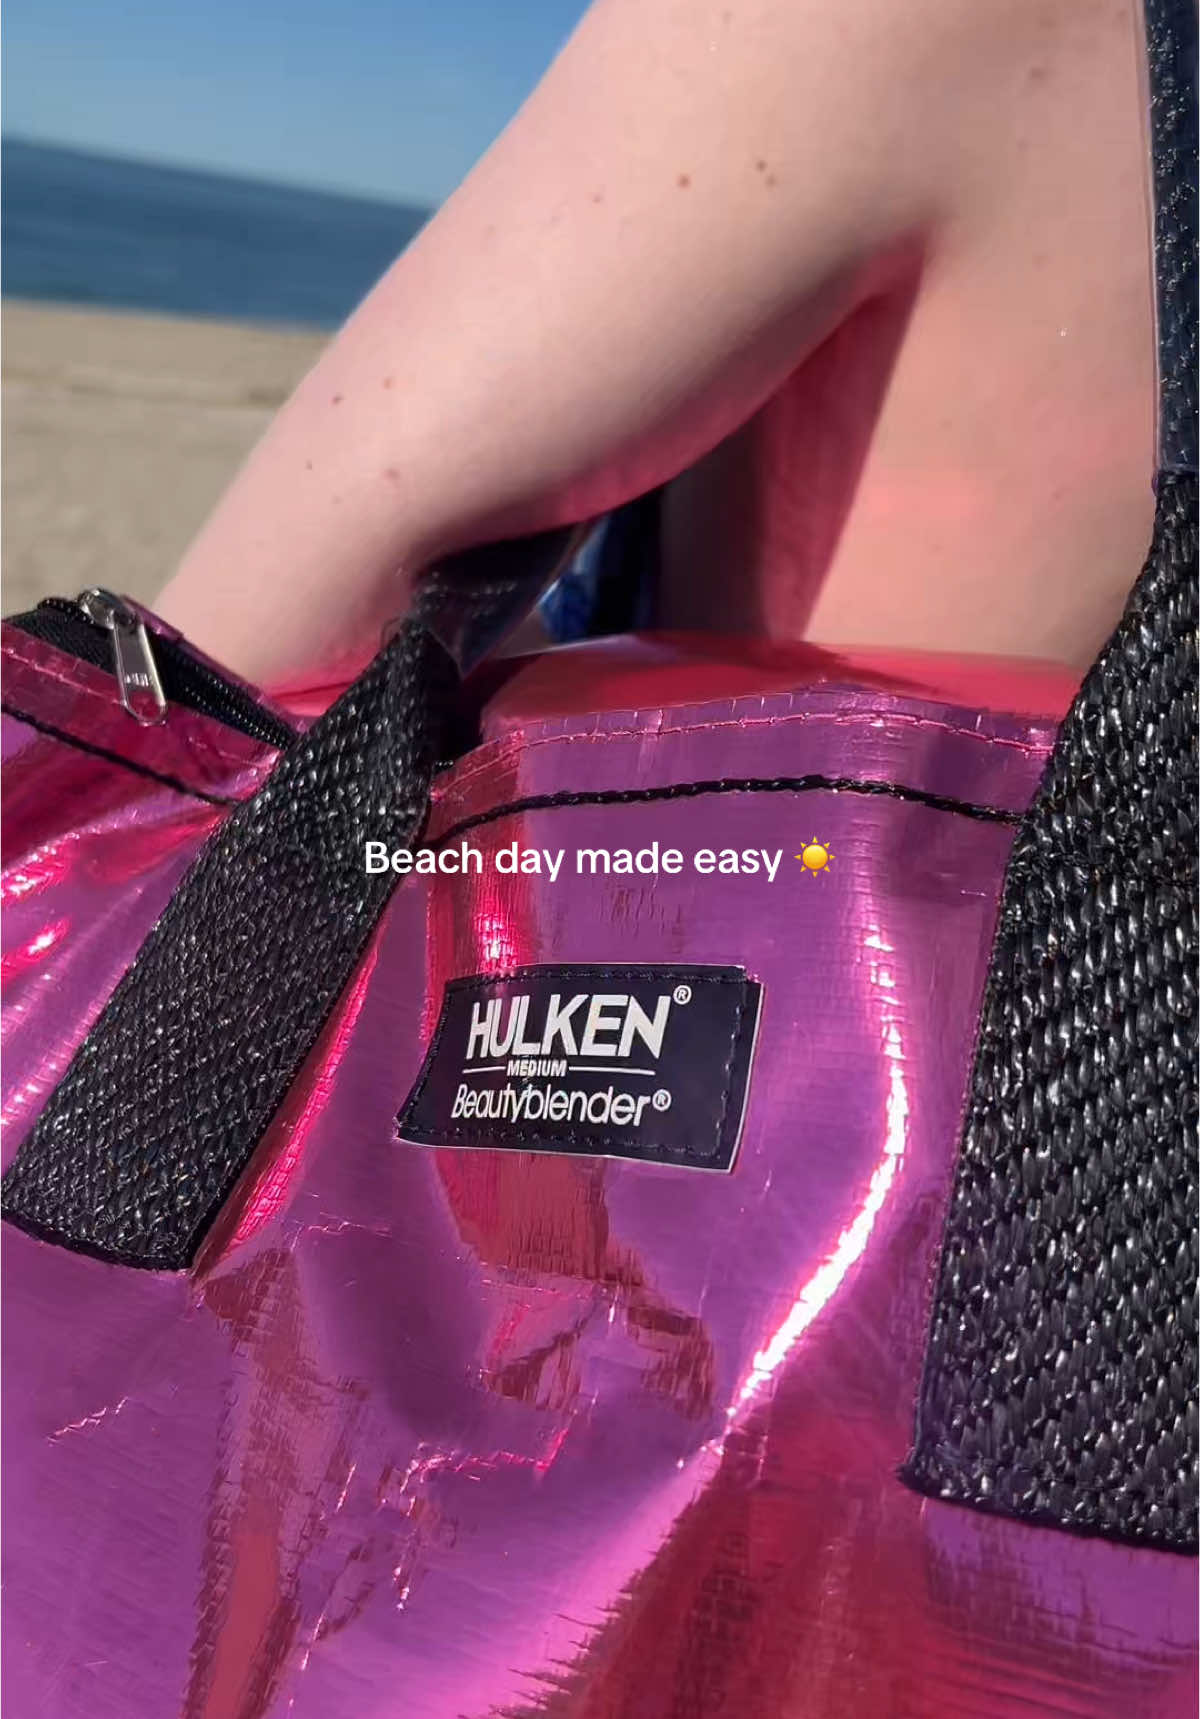 Beach day made easy ☀️
HULKEN®
MEDIUM
Beautyblender®